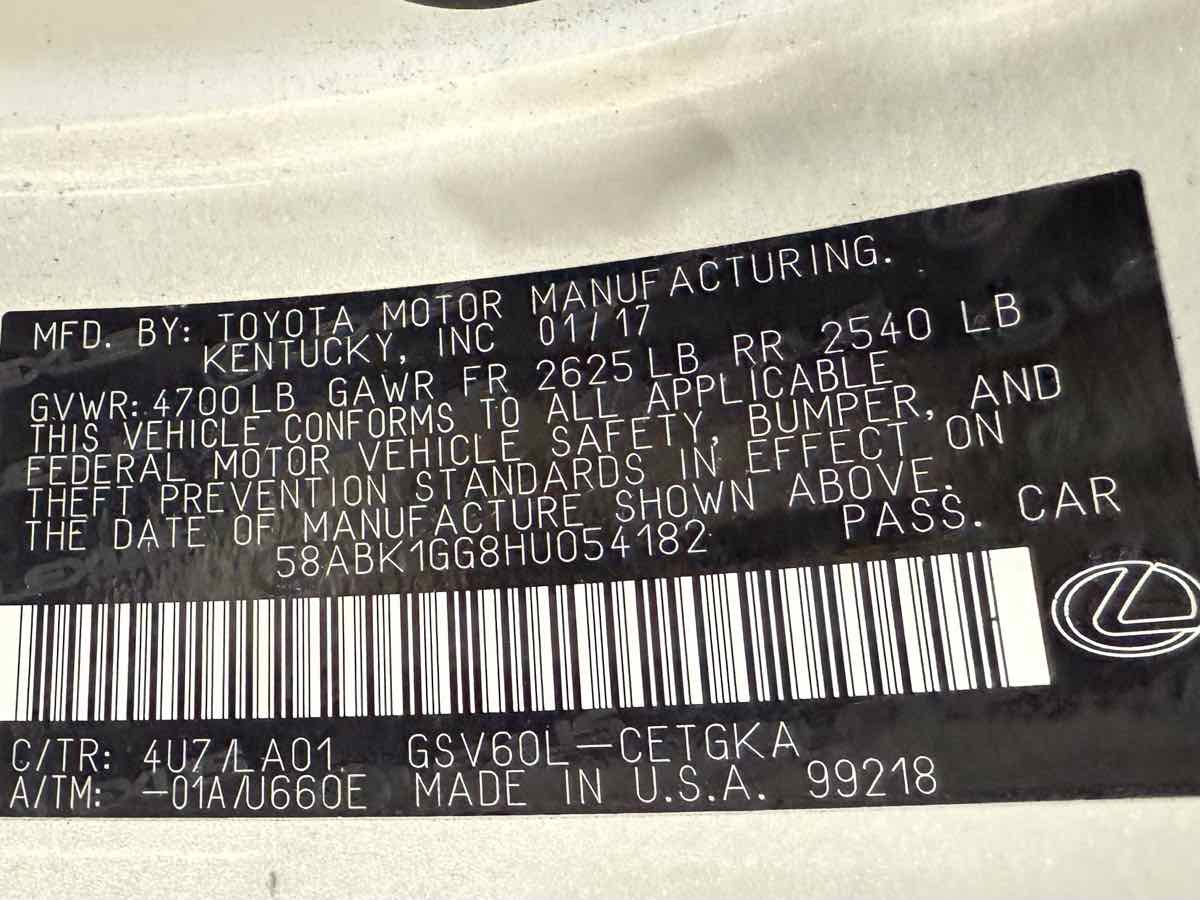 MFD. BY: TOYOTA MOTOR MANUFACTURING.
KENTUCKY, INC 01/17
GVWR: 4700LB GAWR FR 2625LB RR 2540 LB
THIS VEHICLE CONFORMS TO ALL APPLICABLE
FEDERAL MOTOR VEHICLE SAFETY, BUMPER, AND
THEFT PREVENTION STANDARDS IN EFFECT ON
THE DATE OF MANUFACTURE SHOWN ABOVE.
58ABK1GG8HU054182 PASS. CAR
C/TR: 4U7/LA01 GSV60L-CETGKA
A/TM: -01A/U660E MADE IN U.S.A. 99218